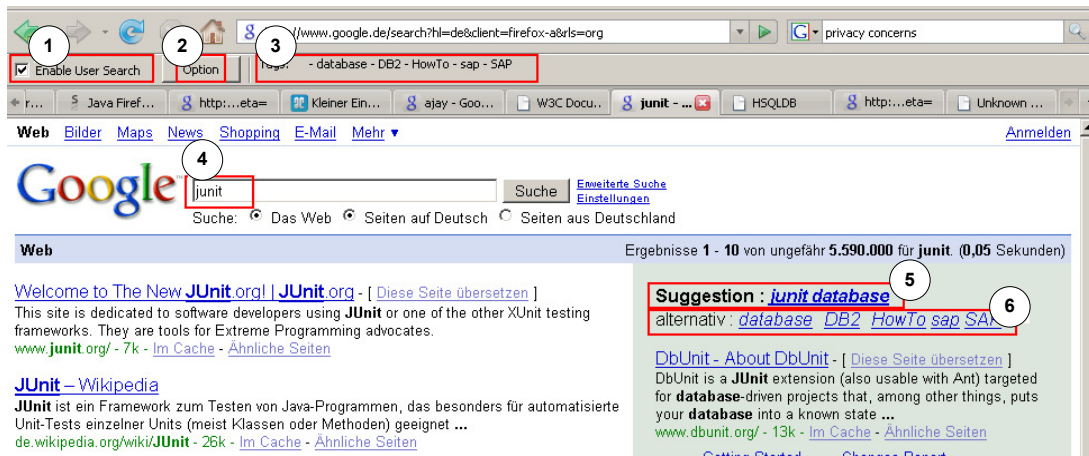 //www.google.de/search?hl=de&client=firefox-a&rls=org
privacy concerns
1
2
3
Enable User Search
Option
Tags: - database - DB2 - HowTo - sap - SAP
r...
Java Firef...
http:...eta=
Kleiner Ein...
ajay - Goo...
W3C Docu..
junit - ...
HSQLDB
http:...eta=
Unknown ...
Web Bilder Maps News Shopping E-Mail Mehr ▼
Anmelden
4
Google
junit
Suche
Erweiterte Suche
Einstellungen
Suche: Das Web Seiten auf Deutsch Seiten aus Deutschland
Web
Ergebnisse 1 - 10 von ungefähr 5.590.000 für junit. (0,05 Sekunden)
Welcome to The New JUnit.org! | JUnit.org - [ Diese Seite übersetzen ]
This site is dedicated to software developers using JUnit or one of the other XUnit testing
frameworks. They are tools for Extreme Programming advocates.
www.junit.org/ - 7k - Im Cache - Ähnliche Seiten
JUnit – Wikipedia
JUnit ist ein Framework zum Testen von Java-Programmen, das besonders für automatisierte
Unit-Tests einzelner Units (meist Klassen oder Methoden) geeignet ...
de.wikipedia.org/wiki/JUnit - 26k - Im Cache - Ähnliche Seiten
5
Suggestion : junit database
6
alternativ : database DB2 HowTo sap SAP
DbUnit - About DbUnit - [ Diese Seite übersetzen ]
DbUnit is a JUnit extension (also usable with Ant) targeted
for database-driven projects that, among other things, puts
your database into a known state ...
www.dbunit.org/ - 13k - Im Cache - Ähnliche Seiten
Getting Started Changes Report